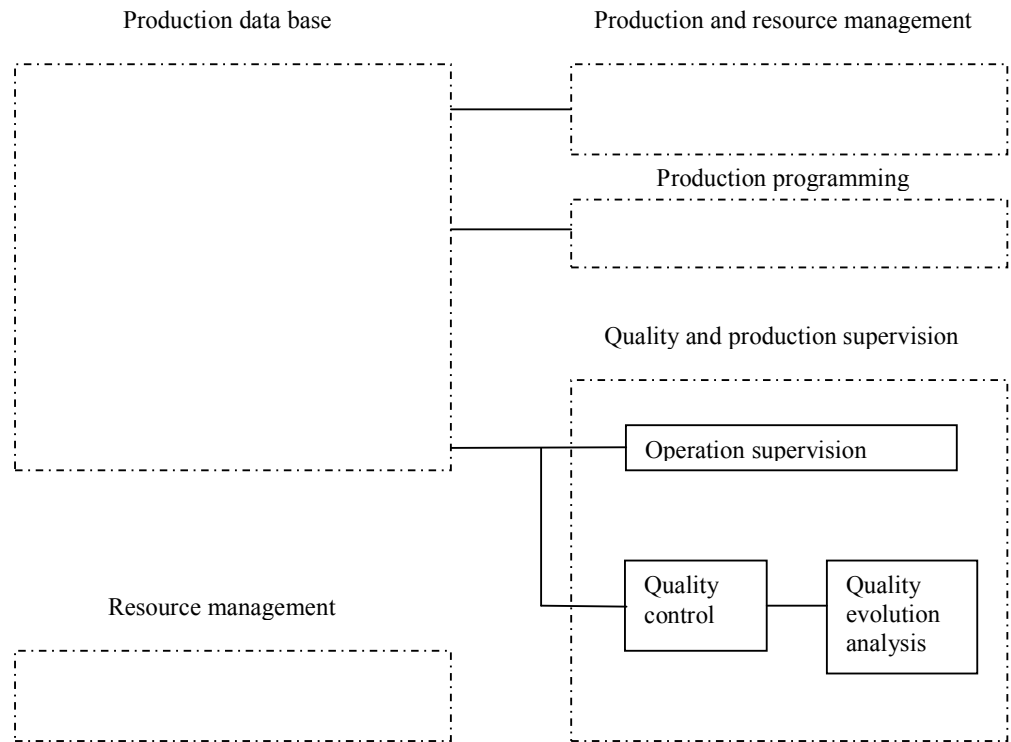 Production data base
Production and resource management
Production programming
Quality and production supervision
Operation supervision
Quality
control
Quality
evolution
analysis
Resource management